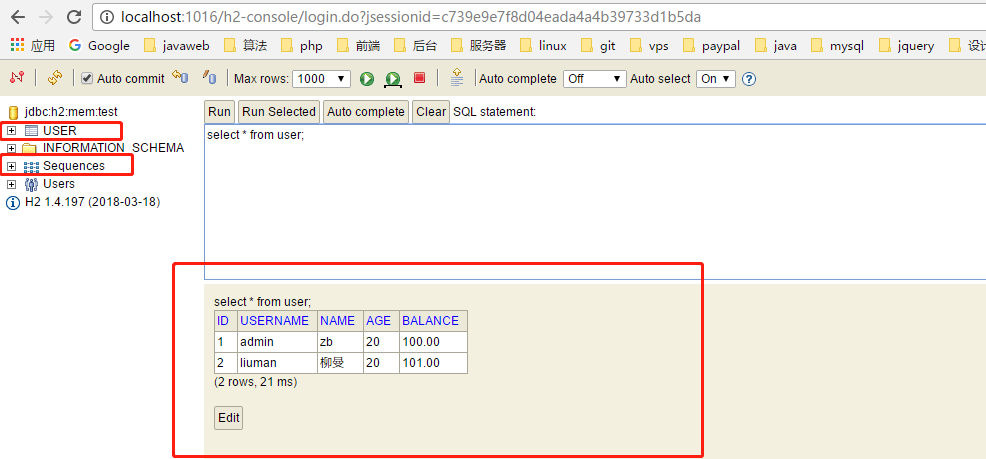 localhost:1016/h2-console/login.do?jsessionid=c739e9e7f8d04eada4a4b39733d1b5da
应用 Google javaweb 算法 php 前端 后台 服务器 linux git vps paypal java mysql jquery 设计
Auto commit Max rows: 1000 Auto complete Off Auto select On
jdbc:h2:mem:test
USER
INFORMATION_SCHEMA
Sequences
Users
H2 1.4.197 (2018-03-18)
Run Run Selected Auto complete Clear SQL statement:
select * from user;
select * from user;
ID USERNAME NAME AGE BALANCE
1 admin zb 20 100.00
2 liuman 柳曼 20 101.00
(2 rows, 21 ms)
Edit